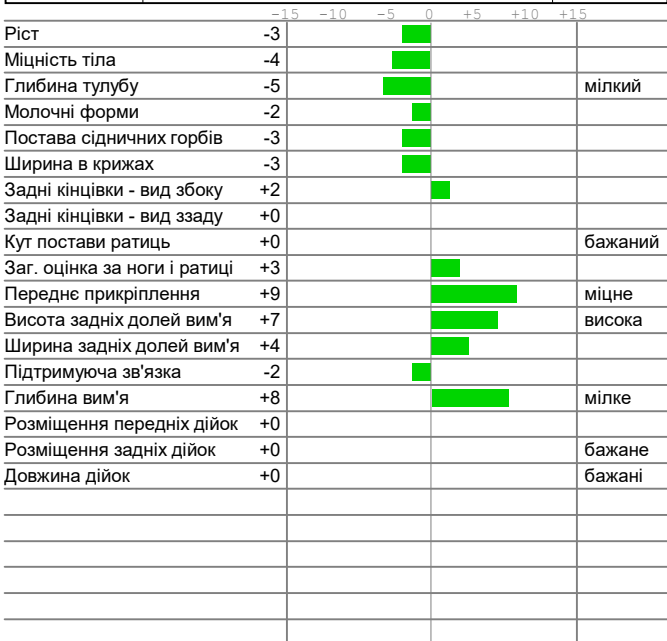 -15 -10 -5 0 +5 +10 +15
Ріст -3
Міцність тіла -4
Глибина тулубу -5 мілкий
Молочні форми -2
Постава сідничних горбів -3
Ширина в крижах -3
Задні кінцівки - вид збоку +2
Задні кінцівки - вид ззаду +0
Кут постави ратиць +0 бажаний
Заг. оцінка за ноги і ратиці +3
Переднє прикріплення +9 міцне
Висота задніх долей вим'я +7 висока
Ширина задніх долей вим'я +4
Підтримуюча зв'язка -2
Глибина вим'я +8 мілке
Розміщення передніх дійок +0
Розміщення задніх дійок +0 бажане
Довжина дійок +0 бажані